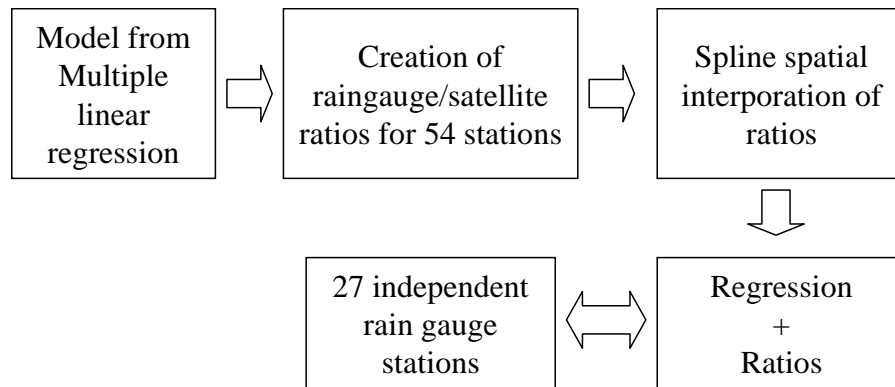 Model from
Multiple
linear
regression
Creation of
raingauge/satellite
ratios for 54 stations
Spline spatial
interporation of
ratios
27 independent
rain gauge
stations
Regression
+
Ratios